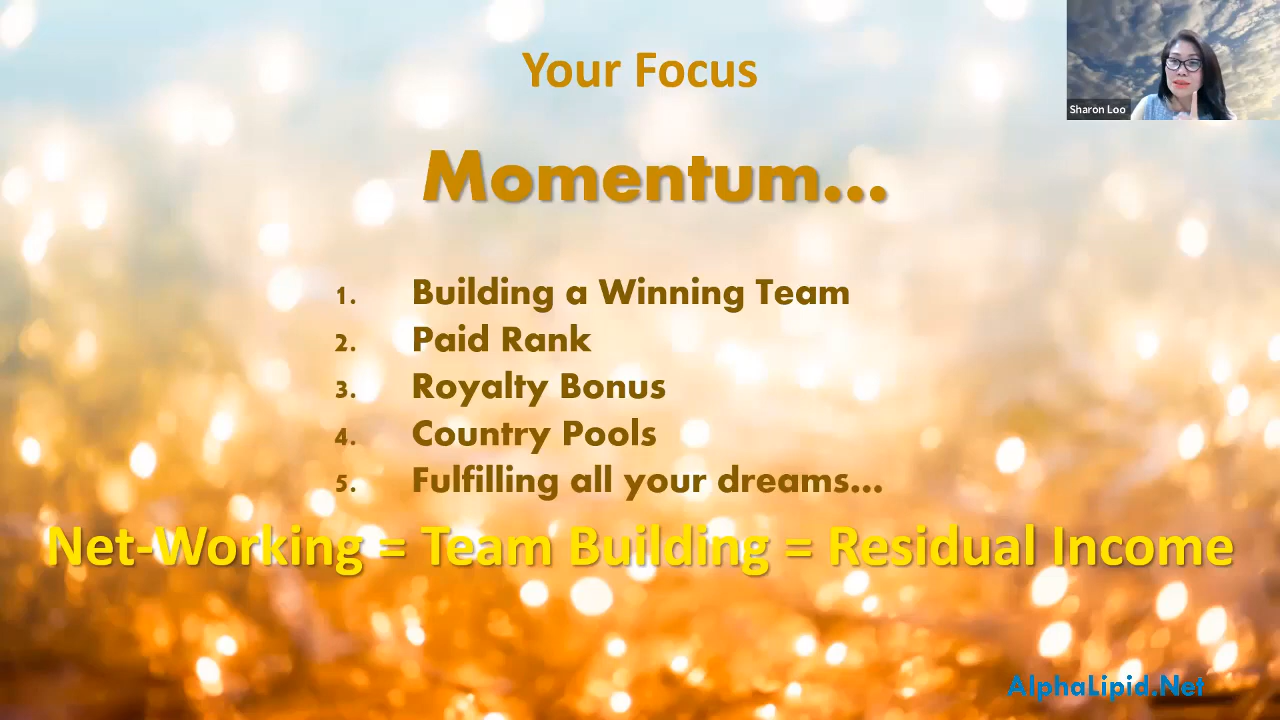 Your Focus
Sharon Loo
Momentum...
1. Building a Winning Team
2. Paid Rank
3. Royalty Bonus
4. Country Pools
5. Fulfilling all your dreams...
Net-Working = Team Building = Residual Income
AlphaLipid.Net